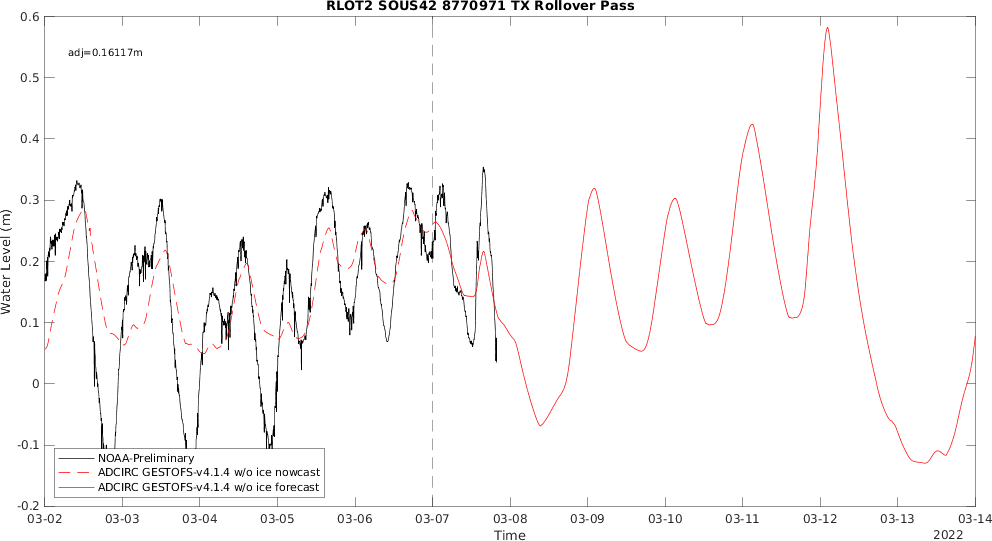 RLOT2 SOUS42 8770971 TX Rollover Pass
adj=0.16117m
Water Level (m)
0.6
0.5
0.4
0.3
0.2
0.1
0
-0.1
-0.2
NOAA-Preliminary
ADCIRC GESTOFS-v4.1.4 w/o ice nowcast
ADCIRC GESTOFS-v4.1.4 w/o ice forecast
03-02 03-03 03-04 03-05 03-06 03-07 03-08 03-09 03-10 03-11 03-12 03-13 03-14
Time
2022